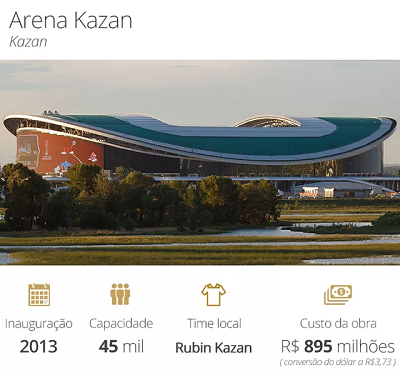 Arena Kazan
Kazan
Inauguração
Capacidade
Time local
Custo da obra
2013
45 mil
Rubin Kazan
R$ 895 milhões
( conversão do dólar a R$3,73 )